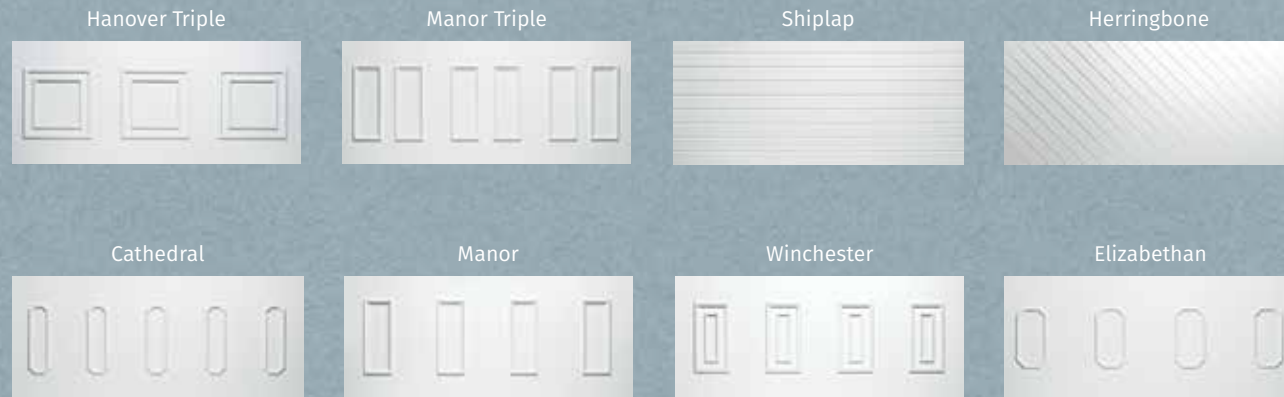 Hanover Triple
Manor Triple
Shiplap
Herringbone
Cathedral
Manor
Winchester
Elizabethan